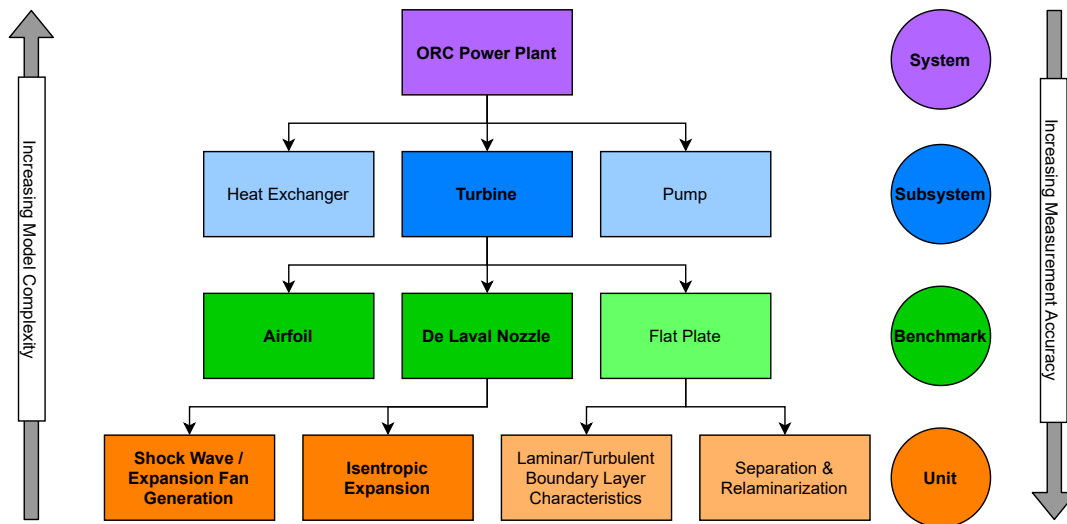 ORC Power Plant
System
Increasing Model Complexity
Increasing Measurement Accuracy
Heat Exchanger
Turbine
Pump
Subsystem
Airfoil
De Laval Nozzle
Flat Plate
Benchmark
Shock Wave /
Expansion Fan
Generation
Isentropic
Expansion
Laminar/Turbulent
Boundary Layer
Characteristics
Separation &
Relaminarization
Unit